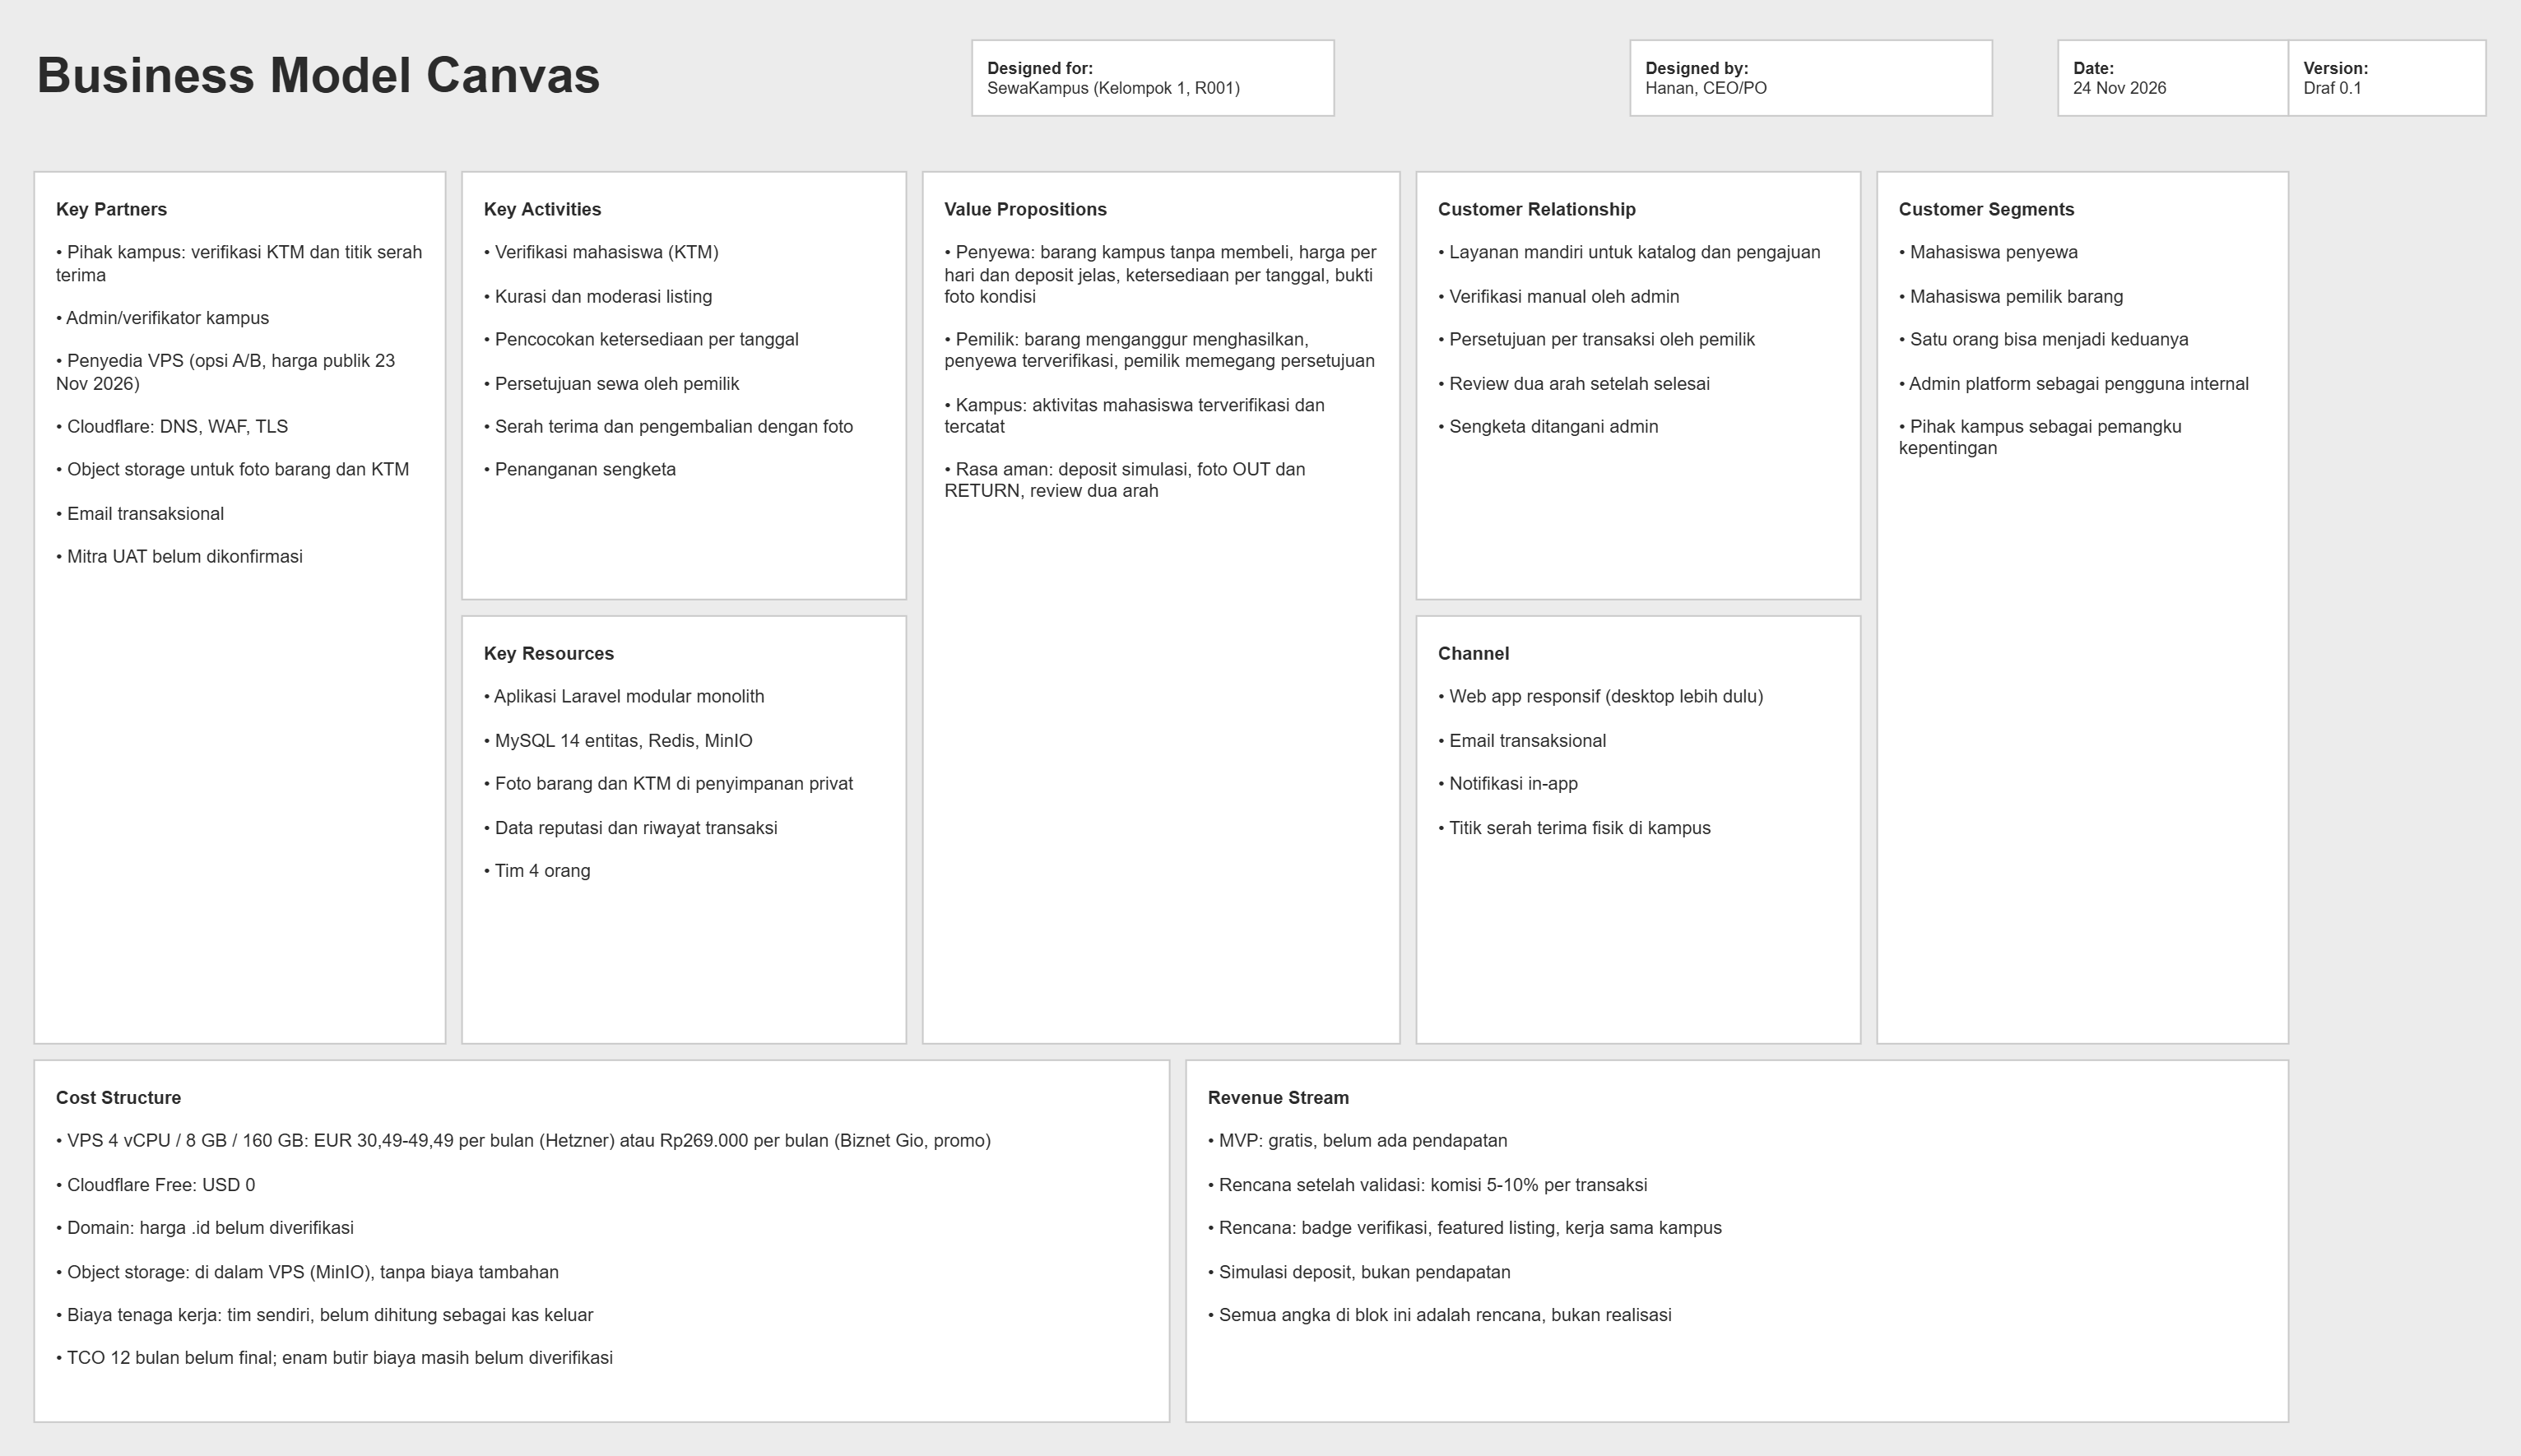 Business Model Canvas
Designed for:
SewaKampus (Kelompok 1, R001)
Designed by:
Hanan, CEO/PO
Date:
24 Nov 2026
Version:
Draf 0.1
Key Partners
• Pihak kampus: verifikasi KTM dan titik serah
terima
• Admin/verifikator kampus
• Penyedia VPS (opsi A/B, harga publik 23
Nov 2026)
• Cloudflare: DNS, WAF, TLS
• Object storage untuk foto barang dan KTM
• Email transaksional
• Mitra UAT belum dikonfirmasi
Key Activities
• Verifikasi mahasiswa (KTM)
• Kurasi dan moderasi listing
• Pencocokan ketersediaan per tanggal
• Persetujuan sewa oleh pemilik
• Serah terima dan pengembalian dengan foto
• Penanganan sengketa
Key Resources
• Aplikasi Laravel modular monolith
• MySQL 14 entitas, Redis, MinIO
• Foto barang dan KTM di penyimpanan privat
• Data reputasi dan riwayat transaksi
• Tim 4 orang
Value Propositions
• Penyewa: barang kampus tanpa membeli, harga per
hari dan deposit jelas, ketersediaan per tanggal, bukti
foto kondisi
• Pemilik: barang menganggur menghasilkan,
penyewa terverifikasi, pemilik memegang persetujuan
• Kampus: aktivitas mahasiswa terverifikasi dan
tercatat
• Rasa aman: deposit simulasi, foto OUT dan
RETURN, review dua arah
Customer Relationship
• Layanan mandiri untuk katalog dan pengajuan
• Verifikasi manual oleh admin
• Persetujuan per transaksi oleh pemilik
• Review dua arah setelah selesai
• Sengketa ditangani admin
Channel
• Web app responsif (desktop lebih dulu)
• Email transaksional
• Notifikasi in-app
• Titik serah terima fisik di kampus
Customer Segments
• Mahasiswa penyewa
• Mahasiswa pemilik barang
• Satu orang bisa menjadi keduanya
• Admin platform sebagai pengguna internal
• Pihak kampus sebagai pemangku
kepentingan
Cost Structure
• VPS 4 vCPU / 8 GB / 160 GB: EUR 30,49-49,49 per bulan (Hetzner) atau Rp269.000 per bulan (Biznet Gio, promo)
• Cloudflare Free: USD 0
• Domain: harga .id belum diverifikasi
• Object storage: di dalam VPS (MinIO), tanpa biaya tambahan
• Biaya tenaga kerja: tim sendiri, belum dihitung sebagai kas keluar
• TCO 12 bulan belum final; enam butir biaya masih belum diverifikasi
Revenue Stream
• MVP: gratis, belum ada pendapatan
• Rencana setelah validasi: komisi 5-10% per transaksi
• Rencana: badge verifikasi, featured listing, kerja sama kampus
• Simulasi deposit, bukan pendapatan
• Semua angka di blok ini adalah rencana, bukan realisasi